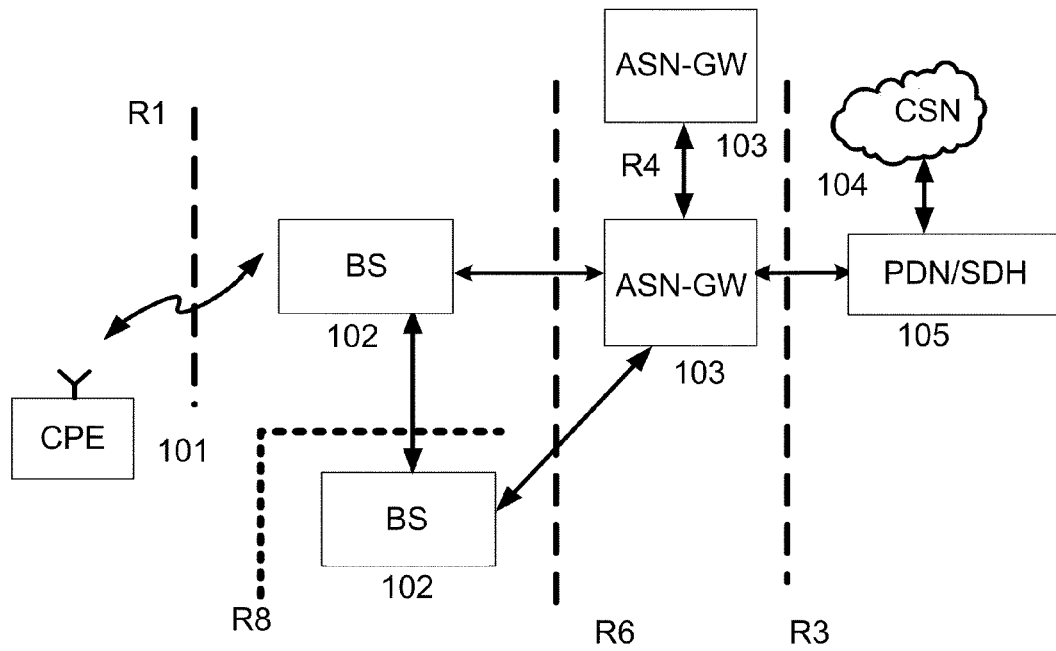 ASN-GW
CSN
R1
103
R4
104
BS
ASN-GW
PDN/SDH
102
105
103
CPE
101
BS
102
R8
R6
R3